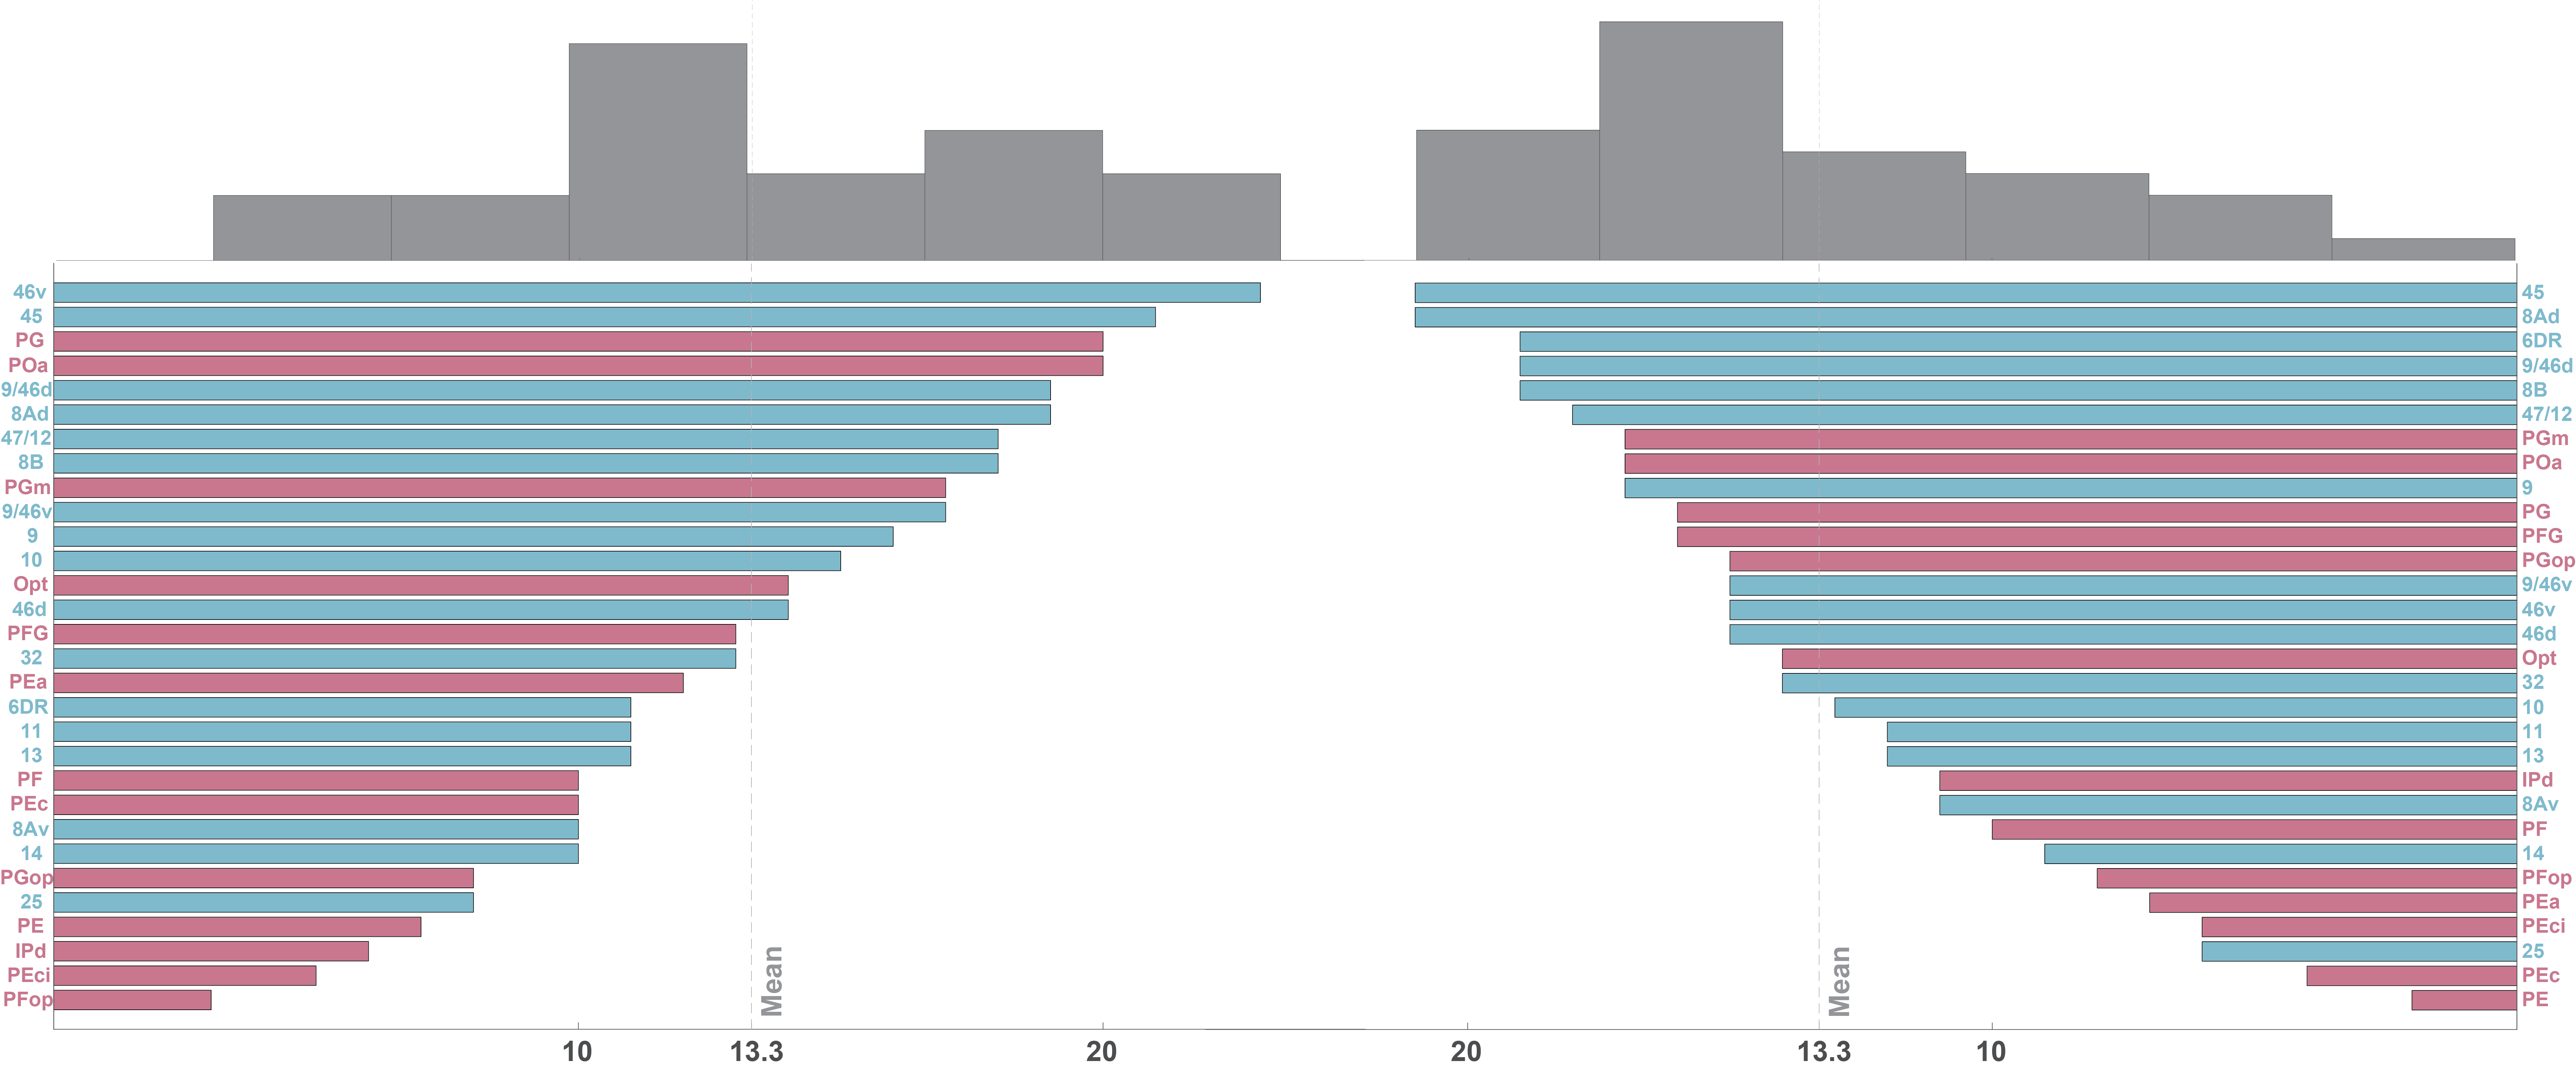 46v
45
PG
POa
9/46d
8Ad
47/12
8B
PGm
9/46v
9
10
Opt
46d
PFG
32
PEa
6DR
11
13
PF
PEc
8Av
14
PGop
25
PE
IPd
PEci
PFop
Mean
10
13.3
20
45
8Ad
6DR
9/46d
8B
47/12
PGm
POa
9
PG
PFG
PGop
9/46v
46v
46d
Opt
32
10
11
13
IPd
8Av
PF
14
PFop
PEa
PEci
25
PEc
PE
Mean
20
13.3
10